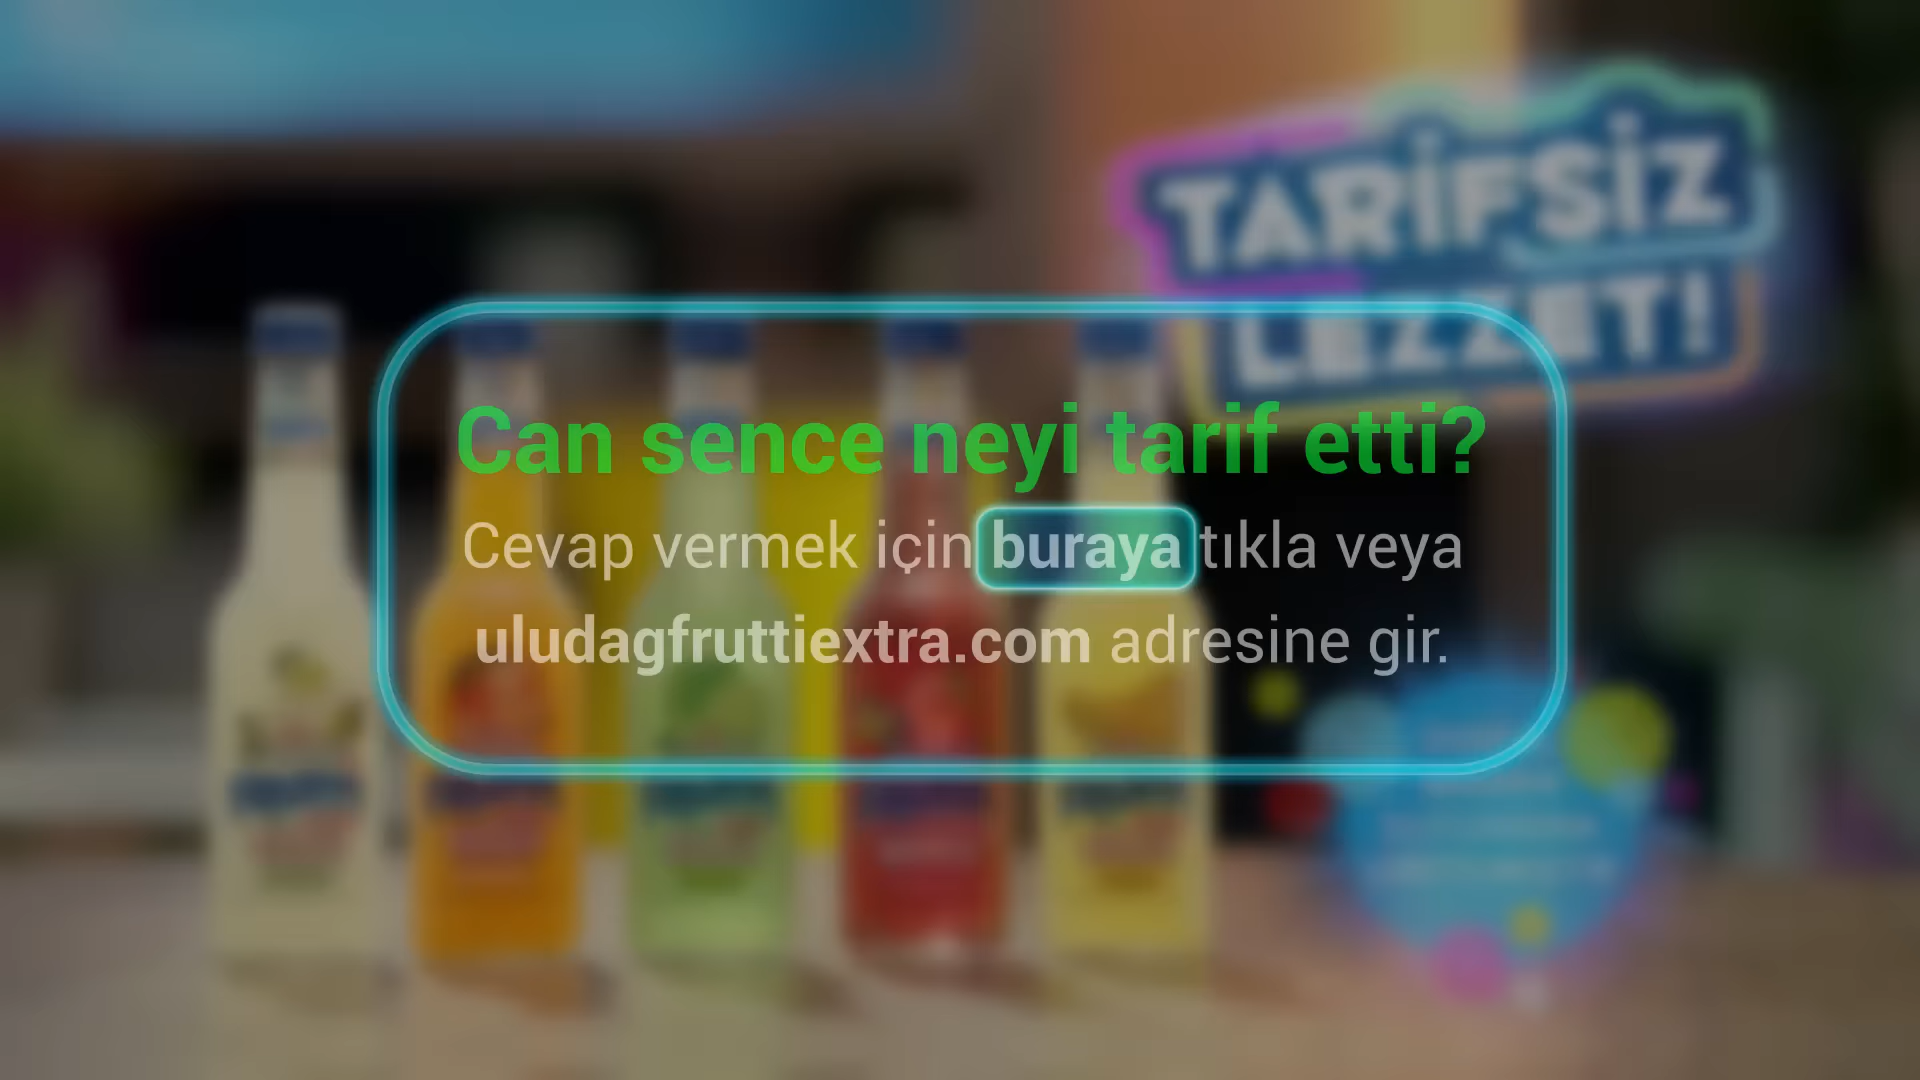 TARİFSİZ
LEZZET!
Can sence neyi tarif etti?
Cevap vermek için buraya tıkla veya
uludagfruttiextra.com adresine gir.